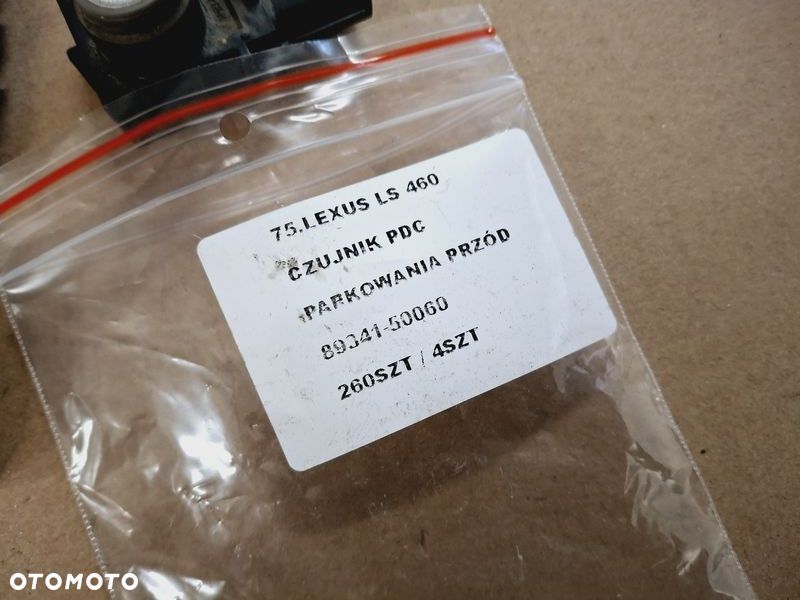 75.LEXUS LS 460
CZUJNIK PDC
PARKOWANIA PRZÓD
89341-50060
260SZT / 4SZT
OTOMOTO